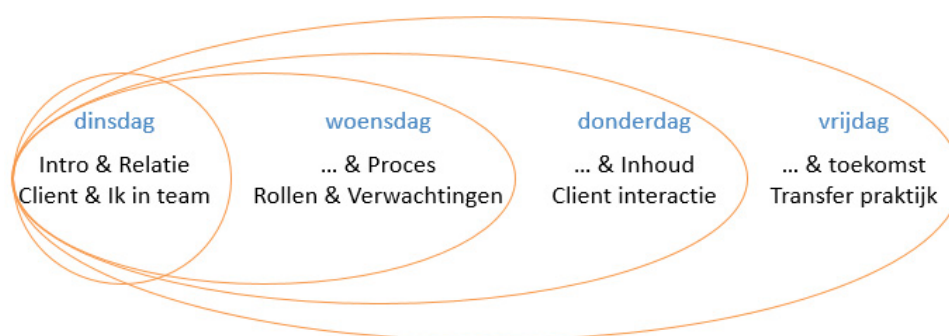 dinsdag
Intro & Relatie
Client & Ik in team
woensdag
... & Proces
Rollen & Verwachtingen
donderdag
... & Inhoud
Client interactie
vrijdag
... & toekomst
Transfer praktijk